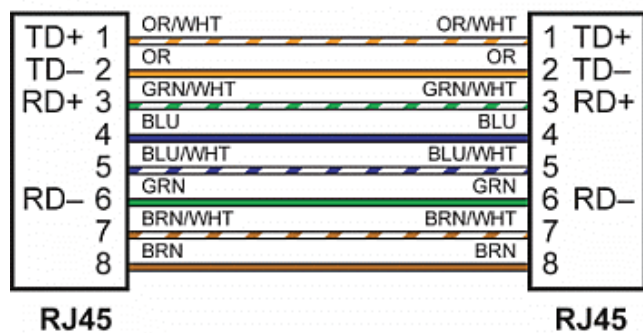 OR/WHT OR/WHT
TD+ 1 1 TD+
OR OR
TD– 2 2 TD–
GRN/WHT GRN/WHT
RD+ 3 3 RD+
BLU BLU
4 4
BLU/WHT BLU/WHT
5 5
GRN GRN
RD– 6 6 RD–
BRN/WHT BRN/WHT
7 7
BRN BRN
8 8
RJ45 RJ45